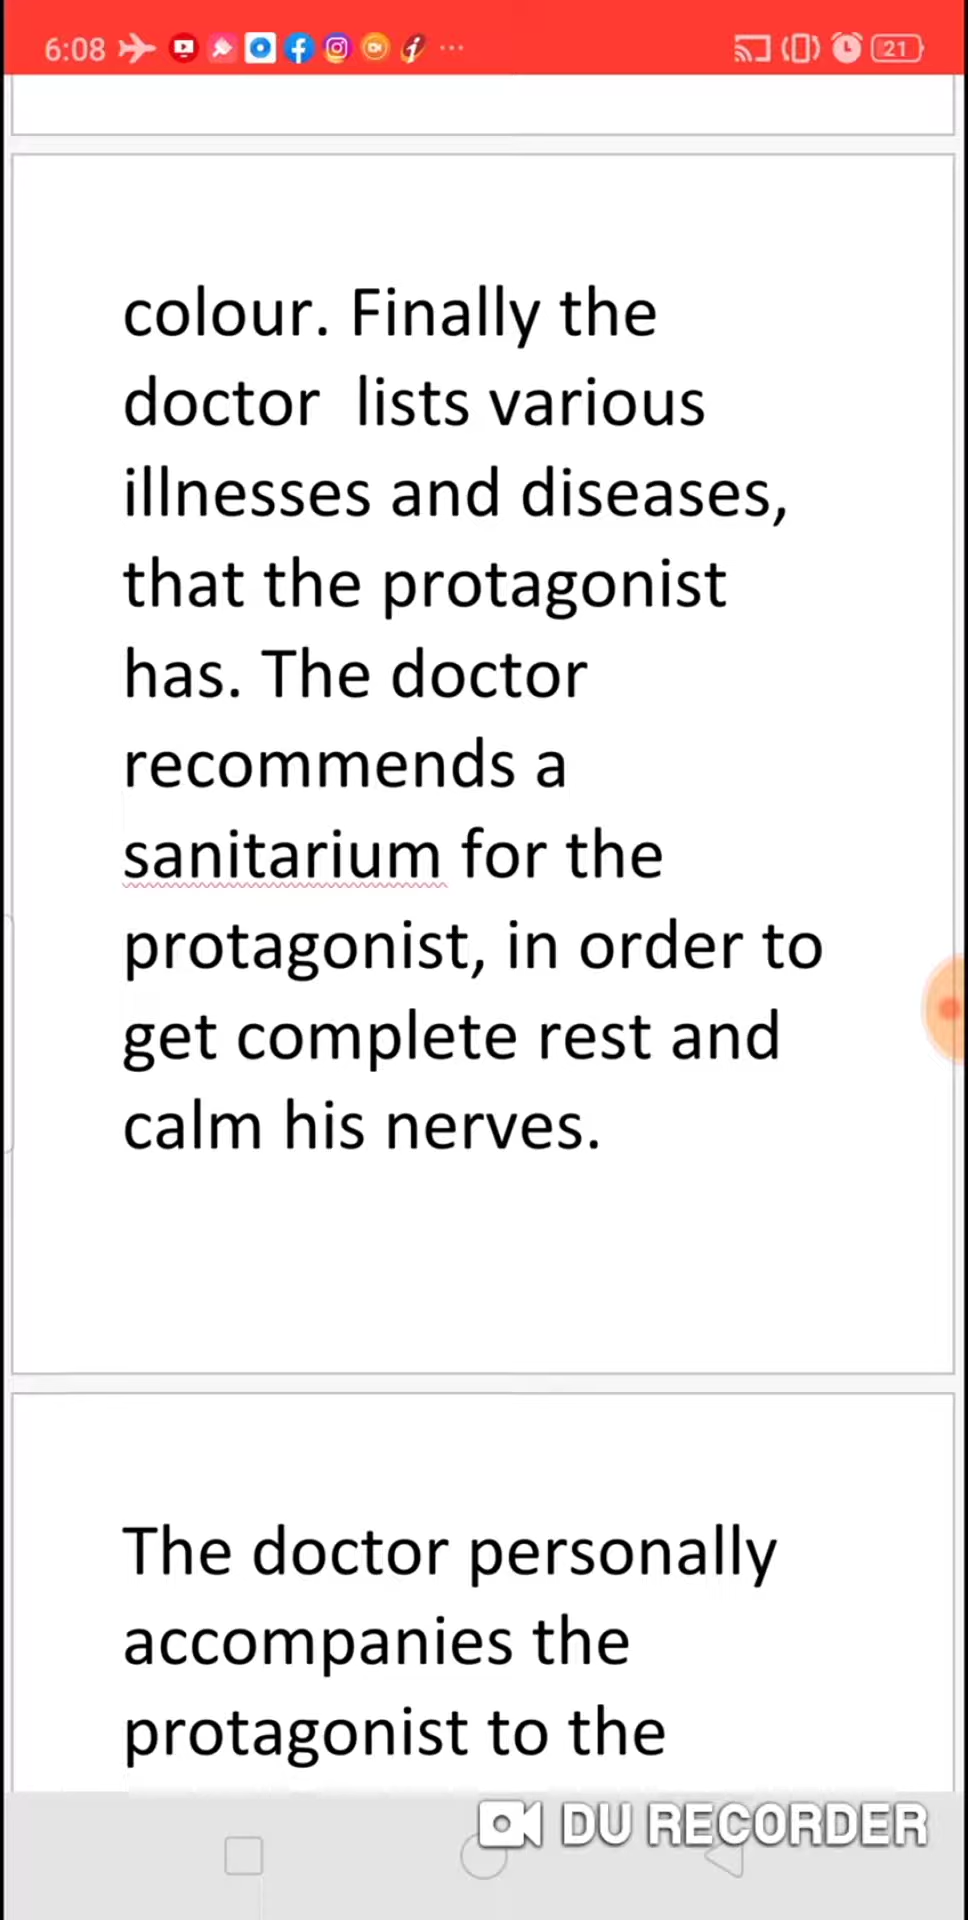 6:08
21
colour. Finally the
doctor  lists various
illnesses and diseases,
that the protagonist
has. The doctor
recommends a
sanitarium for the
protagonist, in order to
get complete rest and
calm his nerves.
The doctor personally
accompanies the
protagonist to the
DU RECORDER